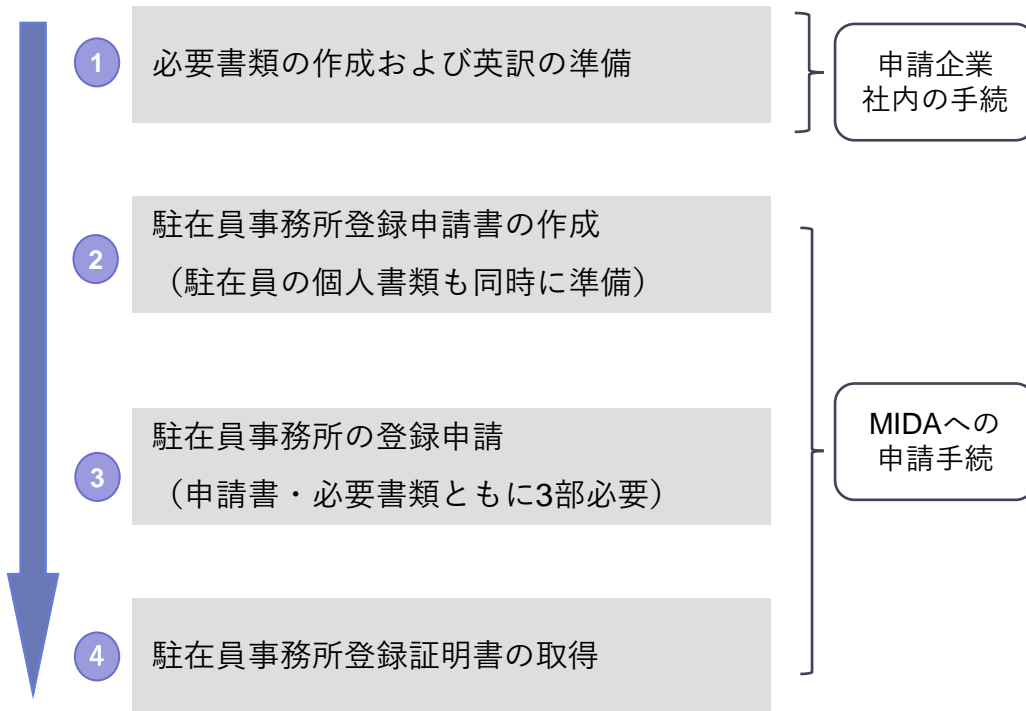 1
必要書類の作成および英訳の準備
申請企業
社内の手続
2
駐在員事務所登録申請書の作成
（駐在員の個人書類も同時に準備）
3
駐在員事務所の登録申請
（申請書・必要書類ともに3部必要）
MIDAへの
申請手続
4
駐在員事務所登録証明書の取得